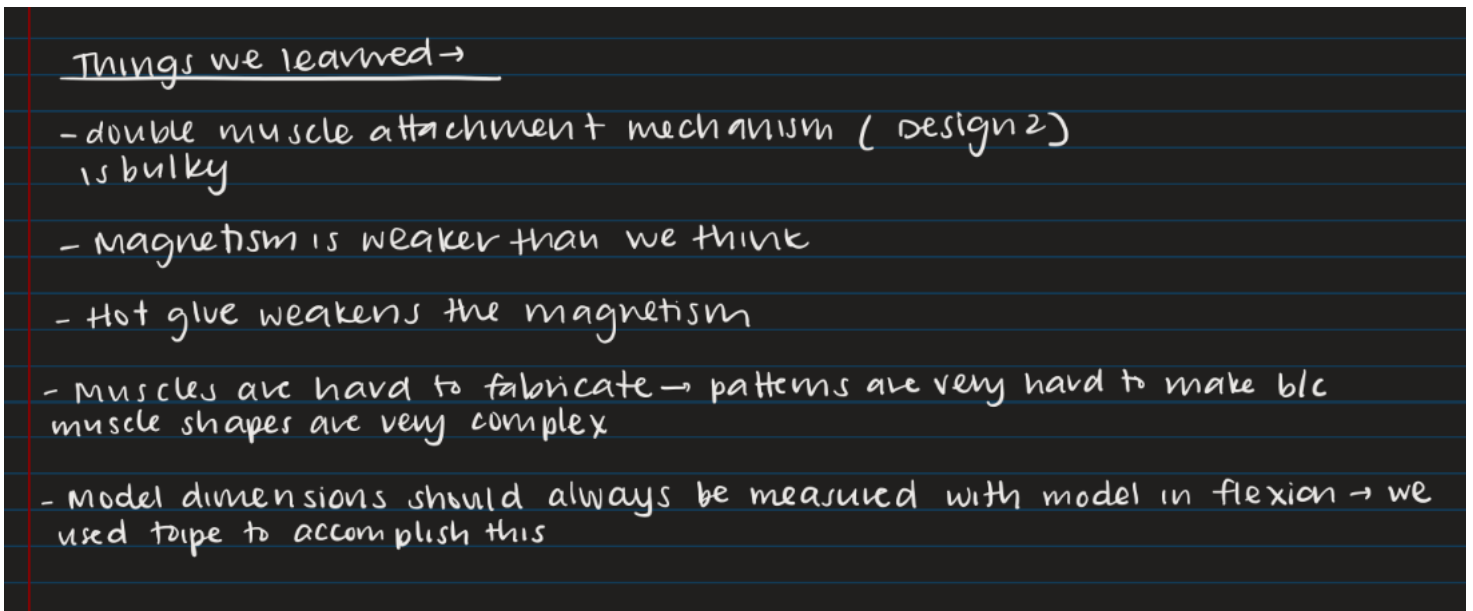 Things we learned →
- double muscle attachment mechanism ( Design 2)
is bulky
- Magnetism is weaker than we think
- Hot glue weakens the magnetism
- Muscles are hard to fabricate → patterns are very hard to make b/c
muscle shapes are very complex
- Model dimensions should always be measured with model in flexion → we
used tape to accomplish this